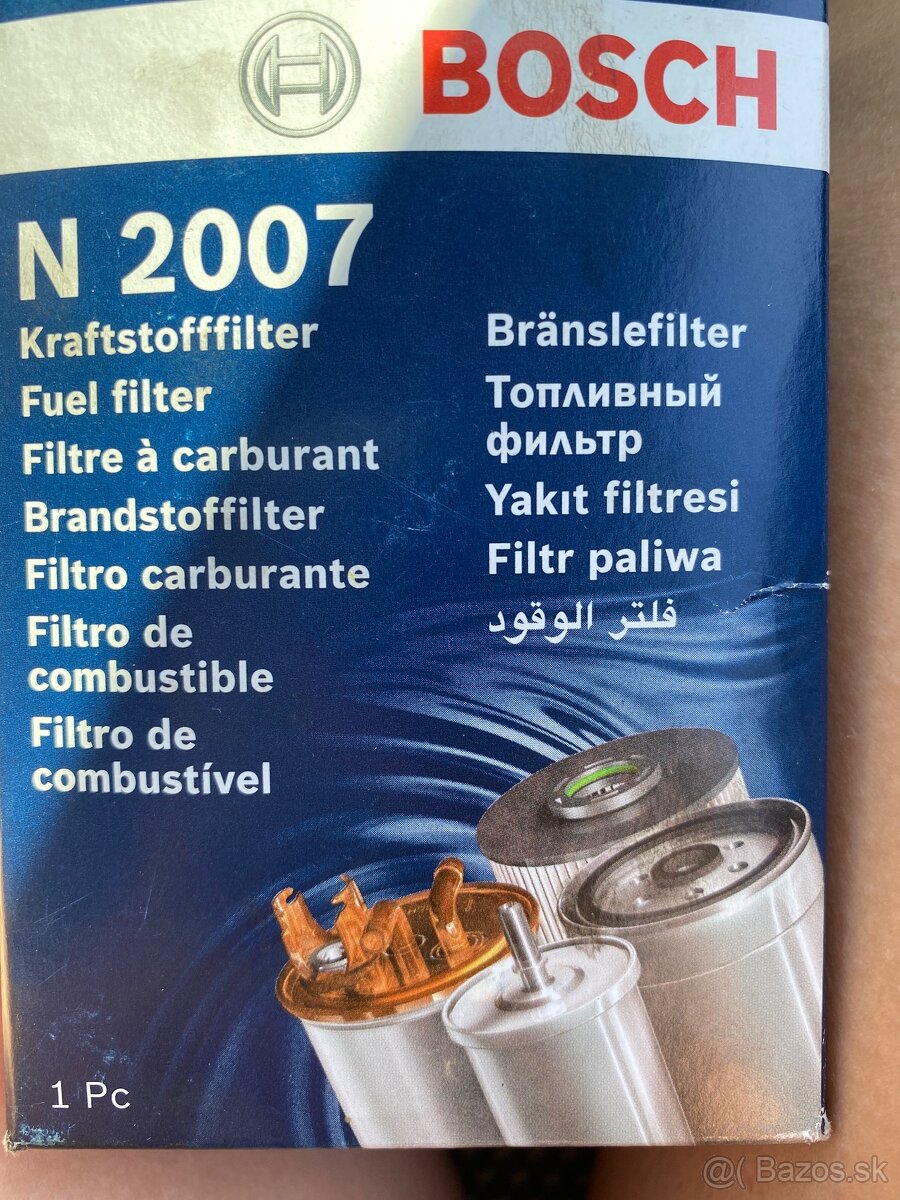 BOSCH
N 2007
Kraftstofffilter
Fuel filter
Filtre à carburant
Brandstoffilter
Filtro carburante
Filtro de
combustible
Filtro de
combustível
Bränslefilter
Топливный
фильтр
Yakıt filtresi
Filtr paliwa
فلتر الوقود
1 Pc
@( Bazos.sk